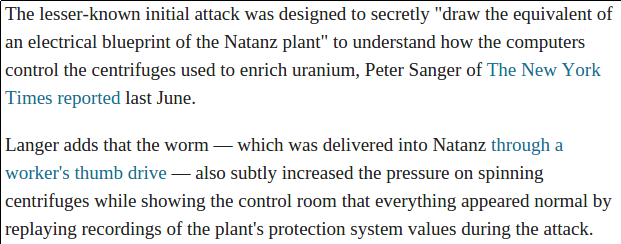 The lesser-known initial attack was designed to secretly "draw the equivalent of
an electrical blueprint of the Natanz plant" to understand how the computers
control the centrifuges used to enrich uranium, Peter Sanger of The New York
Times reported last June.
Langer adds that the worm — which was delivered into Natanz through a
worker's thumb drive — also subtly increased the pressure on spinning
centrifuges while showing the control room that everything appeared normal by
replaying recordings of the plant's protection system values during the attack.